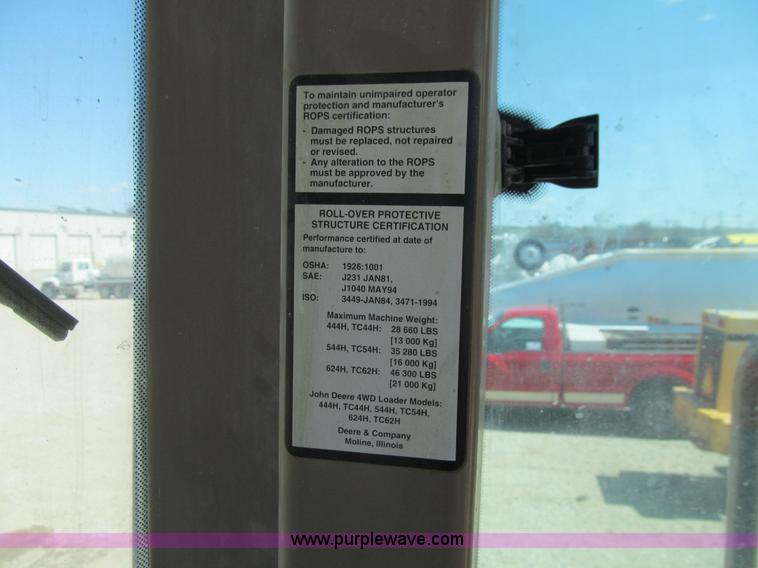 To maintain unimpaired operator
protection and manufacturer's
ROPS certification:
- Damaged ROPS structures
must be replaced, not repaired
or revised.
- Any alteration to the ROPS
must be approved by the
manufacturer.
ROLL-OVER PROTECTIVE
STRUCTURE CERTIFICATION
Performance certified at date of
manufacture to:
OSHA: 1926:1001
SAE: J231 JAN81,
J1040 MAY94
ISO: 3449-JAN84, 3471-1994
Maximum Machine Weight:
444H, TC44H: 28 660 LBS
[13 000 Kg]
544H, TC54H: 35 280 LBS
[16 000 Kg]
624H, TC62H: 46 300 LBS
[21 000 Kg]
John Deere 4WD Loader Models:
444H, TC44H, 544H, TC54H,
624H, TC62H
Deere & Company
Moline, Illinois
www.purplewave.com